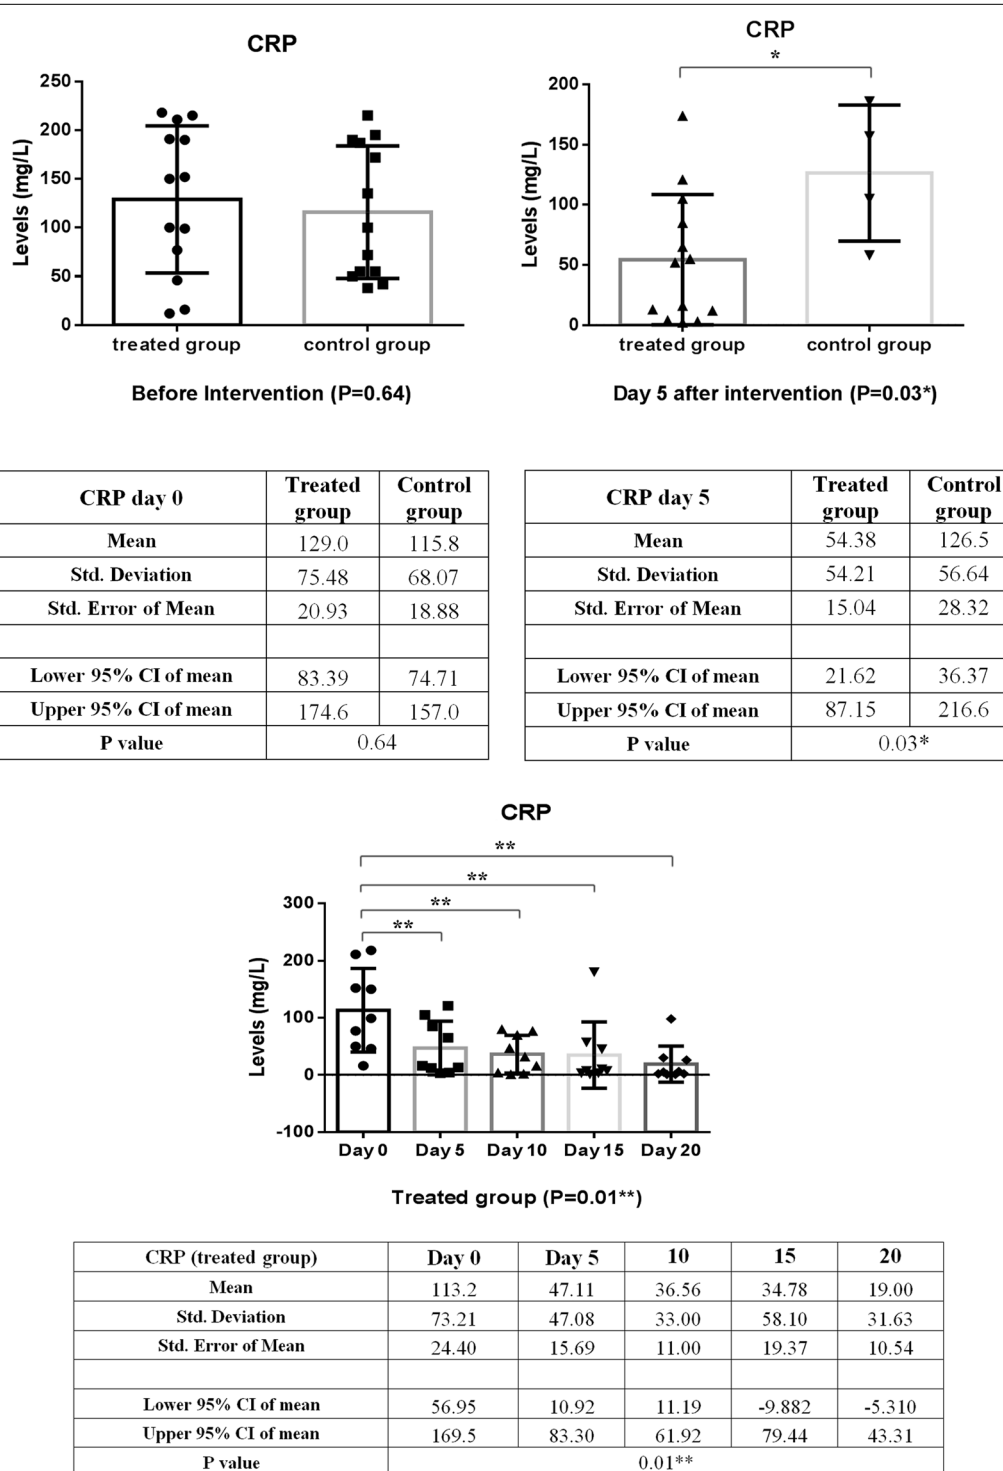 CRP
250
200
150
100
50
0
Levels (mg/L)
treated group
control group
Before Intervention (P=0.64)
CRP
*
200
150
100
50
0
Levels (mg/L)
treated group
control group
Day 5 after intervention (P=0.03*)
CRP day 0 Treated group Control group
Mean 129.0 115.8
Std. Deviation 75.48 68.07
Std. Error of Mean 20.93 18.88
Lower 95% CI of mean 83.39 74.71
Upper 95% CI of mean 174.6 157.0
P value 0.64
CRP day 5 Treated group Control group
Mean 54.38 126.5
Std. Deviation 54.21 56.64
Std. Error of Mean 15.04 28.32
Lower 95% CI of mean 21.62 36.37
Upper 95% CI of mean 87.15 216.6
P value 0.03*
CRP
**
**
**
**
300
200
100
0
-100
Levels (mg/L)
Day 0 Day 5 Day 10 Day 15 Day 20
Treated group (P=0.01**)
CRP (treated group) Day 0 Day 5 10 15 20
Mean 113.2 47.11 36.56 34.78 19.00
Std. Deviation 73.21 47.08 33.00 58.10 31.63
Std. Error of Mean 24.40 15.69 11.00 19.37 10.54
Lower 95% CI of mean 56.95 10.92 11.19 -9.882 -5.310
Upper 95% CI of mean 169.5 83.30 61.92 79.44 43.31
P value 0.01**